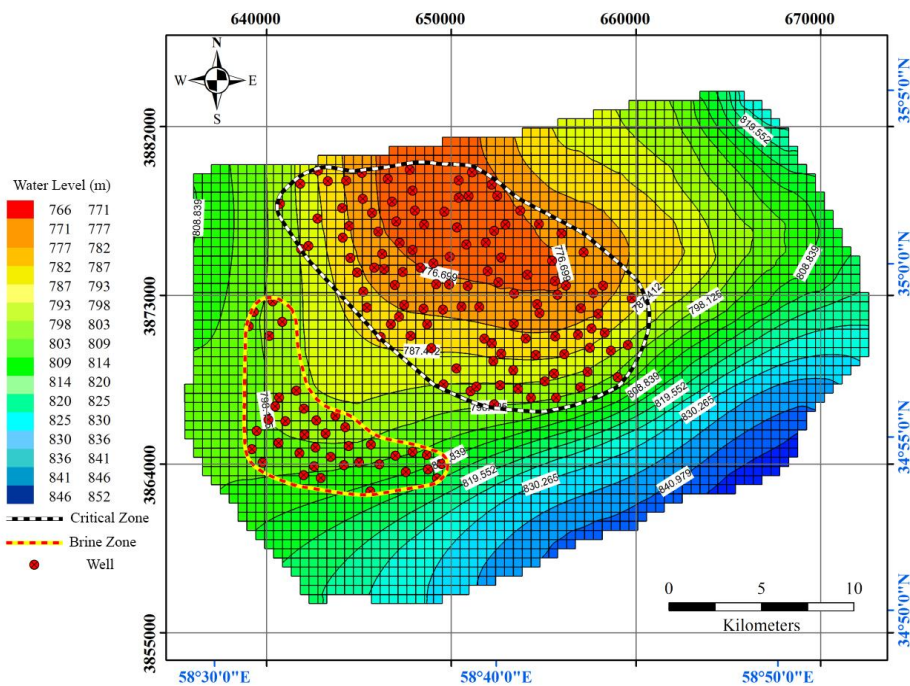 640000 650000 660000 670000
N
W E
S
35°5'0"N
35°0'0"N
34°55'0"N
34°50'0"N
3882000
3873000
3864000
3855000
Water Level (m)
766 771
771 777
777 782
782 787
787 793
793 798
798 803
803 809
809 814
814 820
820 825
825 830
830 836
836 841
841 846
846 852
Critical Zone
Brine Zone
Well
819.552
808.839
808.839
776.699
776.699
787.412
798.125
787.412
808.839
819.552
830.265
819.552
830.265
840.979
0 5 10
Kilometers
58°30'0"E 58°40'0"E 58°50'0"E